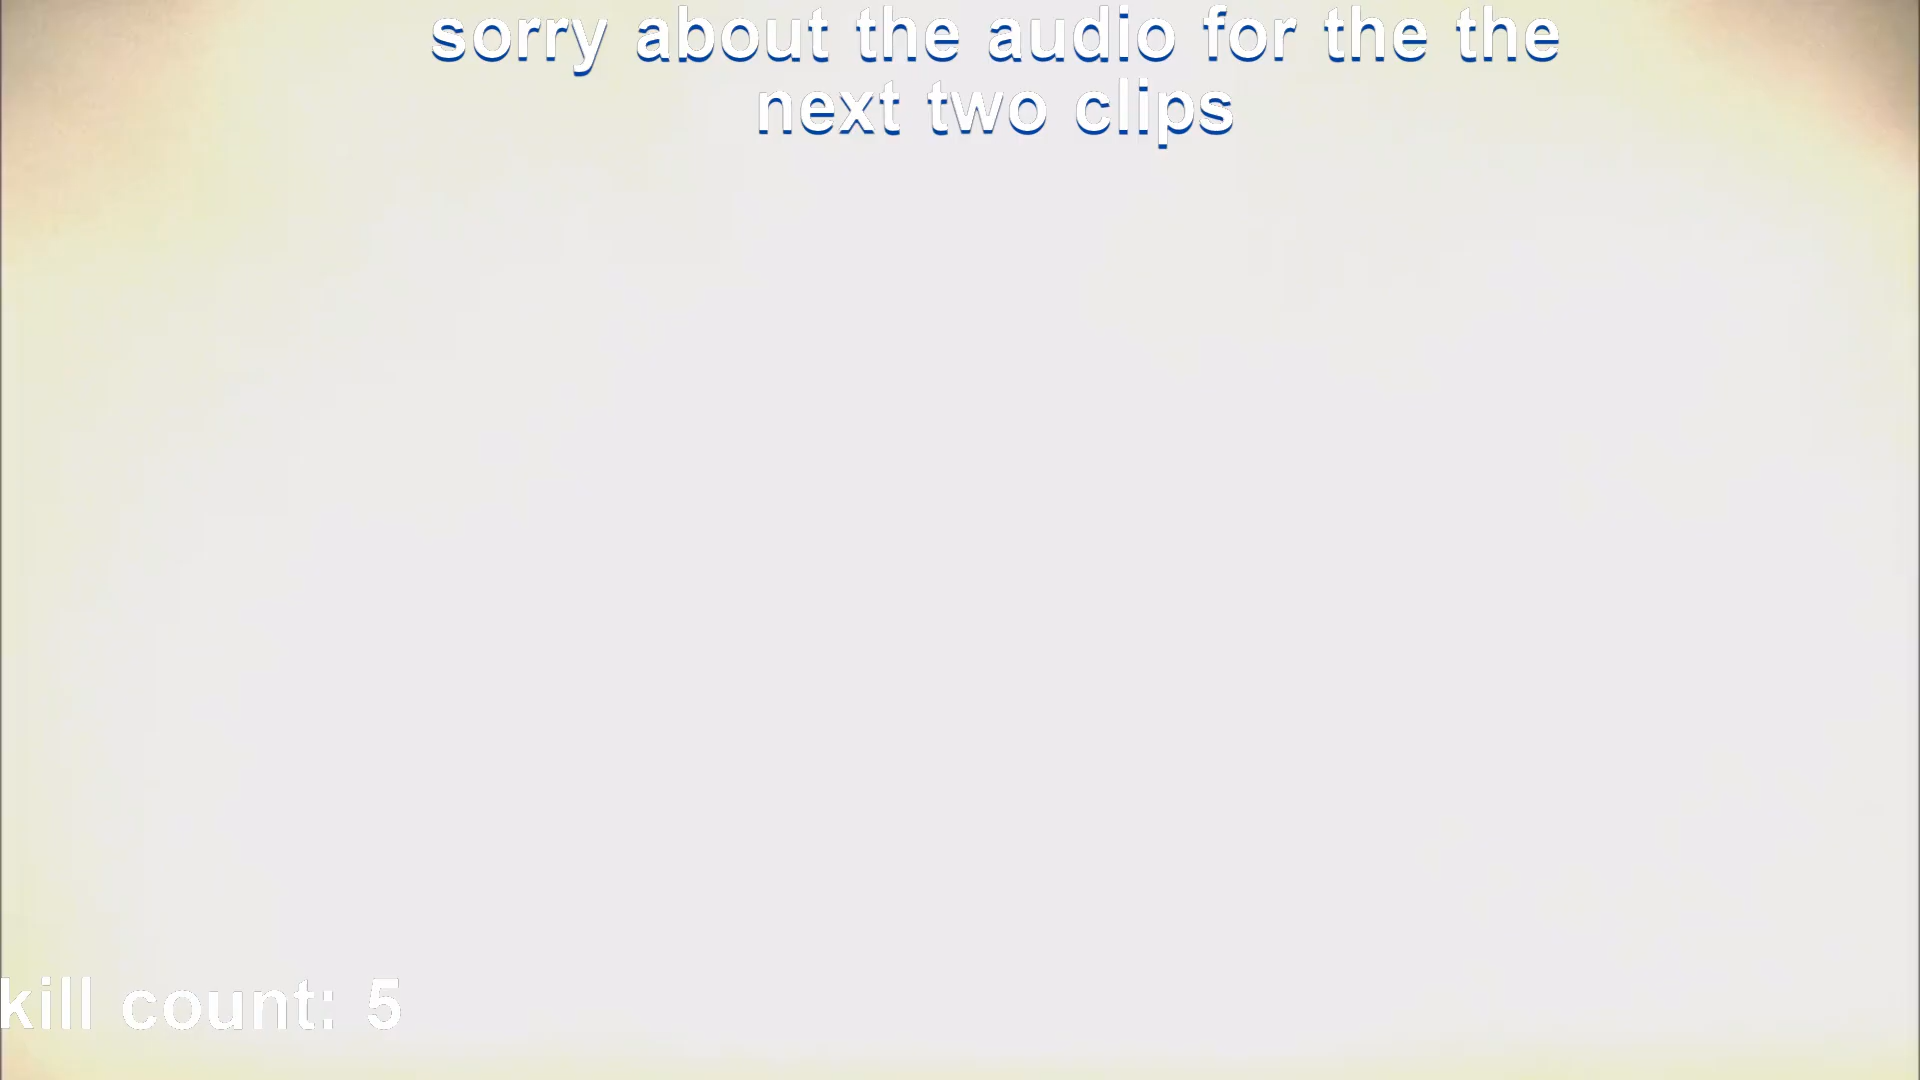 sorry about the audio for the the
next two clips
kill count: 5